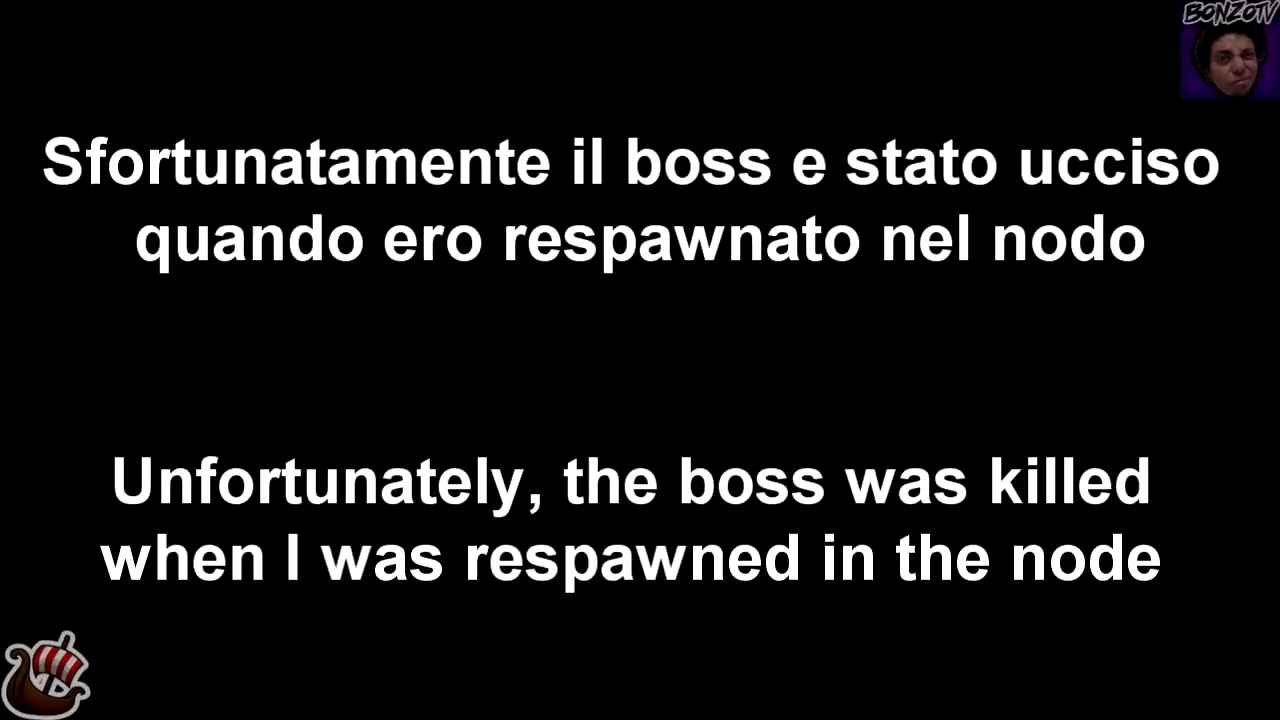 BONZOTV
Sfortunatamente il boss e stato ucciso
quando ero respawnato nel nodo
Unfortunately, the boss was killed
when I was respawned in the node